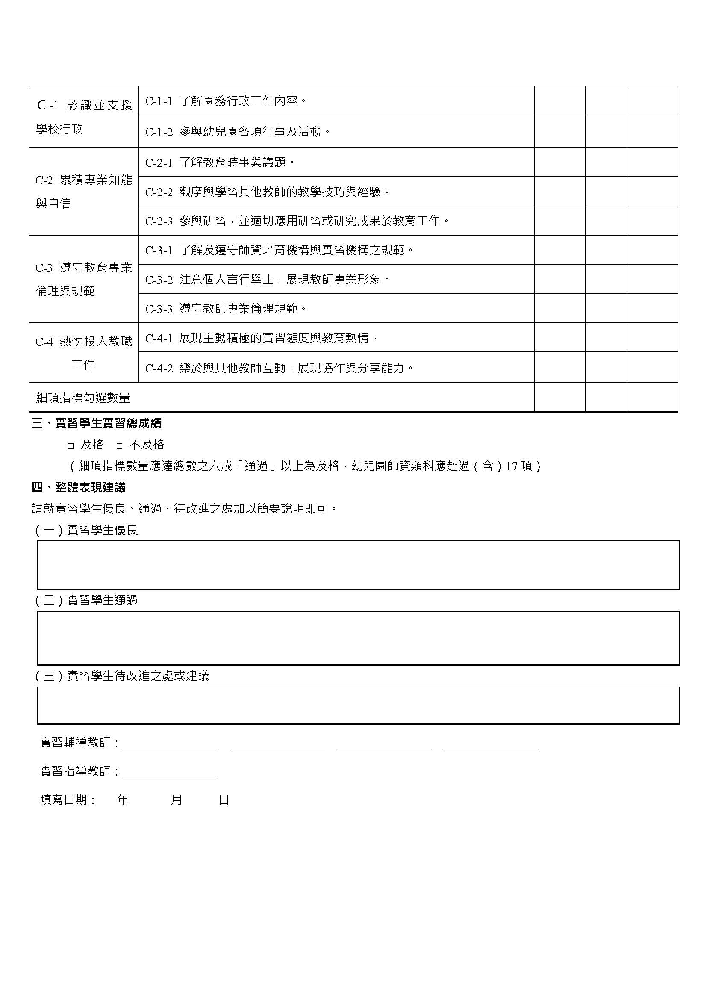 Ｃ-1 認識並支援
學校行政
C-1-1 了解園務行政工作內容。
C-1-2 參與幼兒園各項行事及活動。
C-2 累積專業知能
與自信
C-2-1 了解教育時事與議題。
C-2-2 觀摩與學習其他教師的教學技巧與經驗。
C-2-3 參與研習，並適切應用研習或研究成果於教育工作。
C-3 遵守教育專業
倫理與規範
C-3-1 了解及遵守師資培育機構與實習機構之規範。
C-3-2 注意個人言行舉止，展現教師專業形象。
C-3-3 遵守教師專業倫理規範。
C-4 熱忱投入教職
工作
C-4-1 展現主動積極的實習態度與教育熱情。
C-4-2 樂於與其他教師互動，展現協作與分享能力。
細項指標勾選數量
三、實習學生實習總成績
□ 及格 □ 不及格
（細項指標數量應達總數之六成「通過」以上為及格，幼兒園師資類科應超過（含）17 項）
四、整體表現建議
請就實習學生優良、通過、待改進之處加以簡要說明即可。
（一）實習學生優良
（二）實習學生通過
（三）實習學生待改進之處或建議
實習輔導教師：
實習指導教師：
填寫日期： 年 月 日